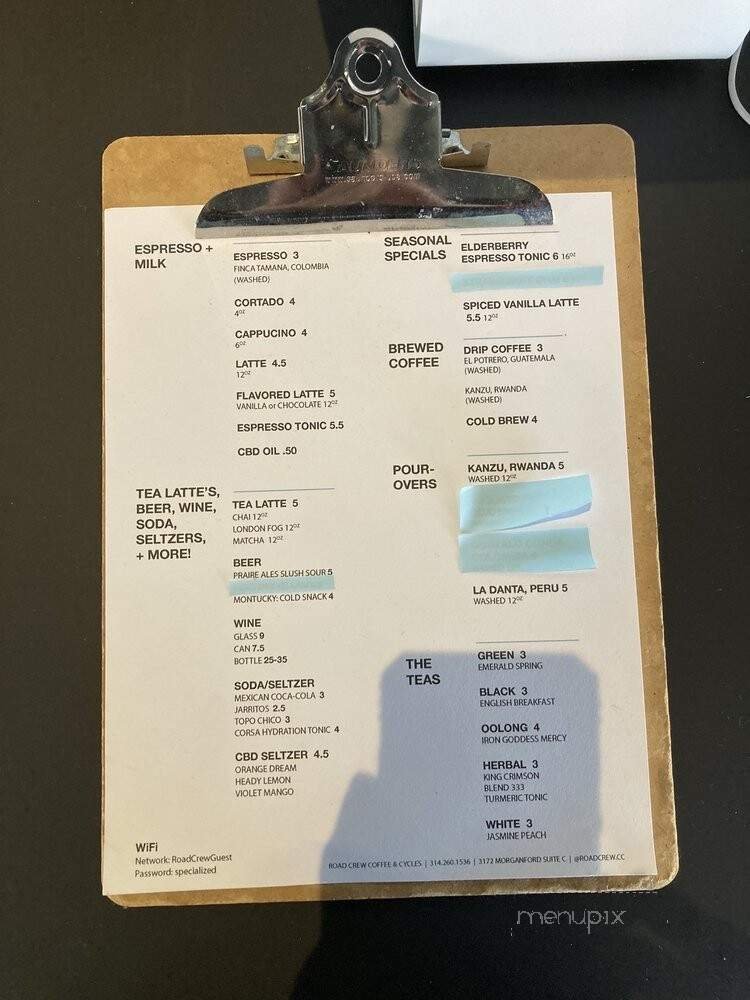 SAUNDERS
ESPRESSO +
MILK
ESPRESSO 3
FINCA TAMANA, COLOMBIA
(WASHED)
CORTADO 4
4OZ
CAPPUCINO 4
6OZ
LATTE 4.5
12OZ
FLAVORED LATTE 5
VANILLA or CHOCOLATE 12OZ
ESPRESSO TONIC 5.5
CBD OIL .50
TEA LATTE'S,
BEER, WINE,
SODA,
SELTZERS,
+ MORE!
TEA LATTE 5
CHAI 12OZ
LONDON FOG 12OZ
MATCHA 12OZ
BEER
PRAIRE ALES SLUSH SOUR 5
MONTUCKY: COLD SNACK 4
WINE
GLASS 9
CAN 7.5
BOTTLE 25-35
SODA/SELTZER
MEXICAN COCA-COLA 3
JARRITOS 2.5
TOPO CHICO 3
CORSA HYDRATION TONIC 4
CBD SELTZER 4.5
ORANGE DREAM
HEADY LEMON
VIOLET MANGO
SEASONAL
SPECIALS
ELDERBERRY
ESPRESSO TONIC 6 16OZ
SPICED VANILLA LATTE
5.5 12OZ
BREWED
COFFEE
DRIP COFFEE 3
EL POTRERO, GUATEMALA
(WASHED)
KANZU, RWANDA
(WASHED)
COLD BREW 4
POUR-
OVERS
KANZU, RWANDA 5
WASHED 12OZ
LA DANTA, PERU 5
WASHED 12OZ
THE
TEAS
GREEN 3
EMERALD SPRING
BLACK 3
ENGLISH BREAKFAST
OOLONG 4
IRON GODDESS MERCY
HERBAL 3
KING CRIMSON
BLEND 333
TURMERIC TONIC
WHITE 3
JASMINE PEACH
WiFi
Network: RoadCrewGuest
Password: specialized
ROAD CREW COFFEE & CYCLES | 314.260.1536 | 3172 MORGANFORD SUITE C | @ROADCREW.CC
menupix